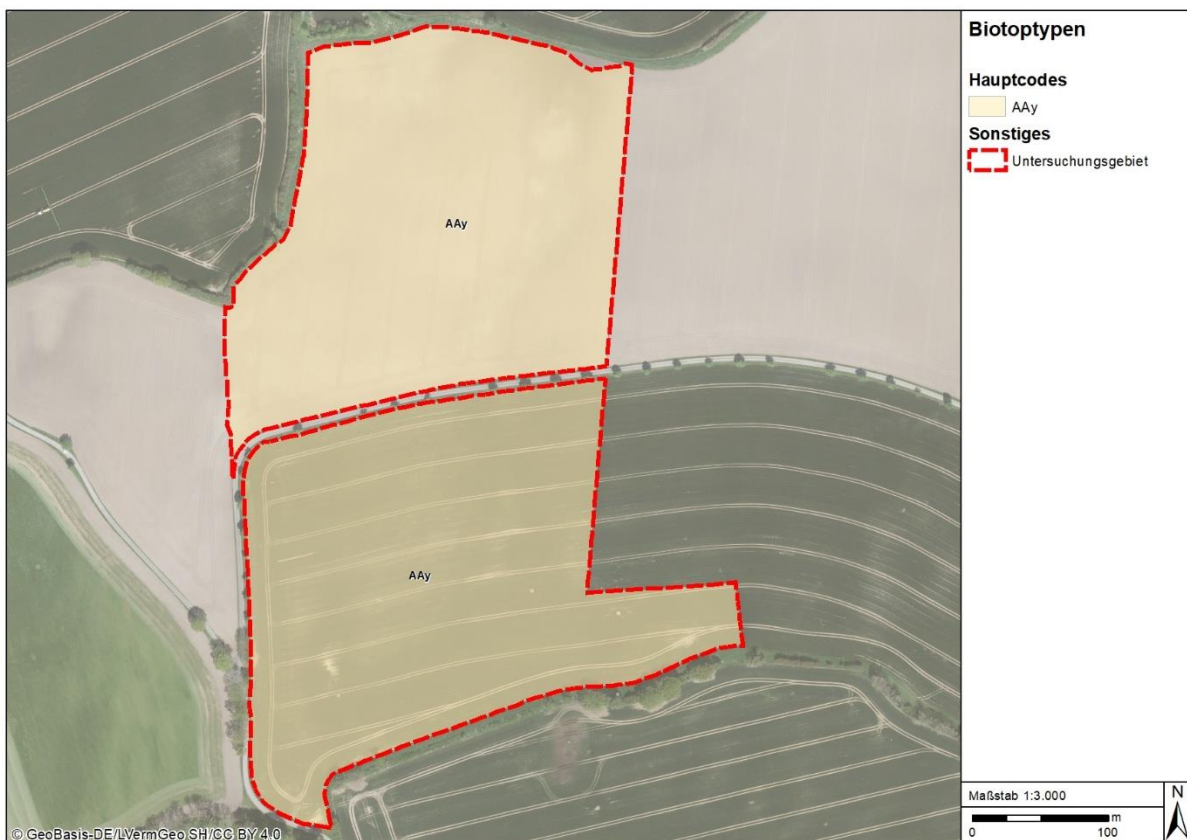 Biotoptypen
Hauptcodes
AAy
Sonstiges
Untersuchungsgebiet
AAy
AAy
Maßstab 1:3.000
N
m
0 100
© GeoBasis-DE/LVermGeo SH/CC BY 4.0